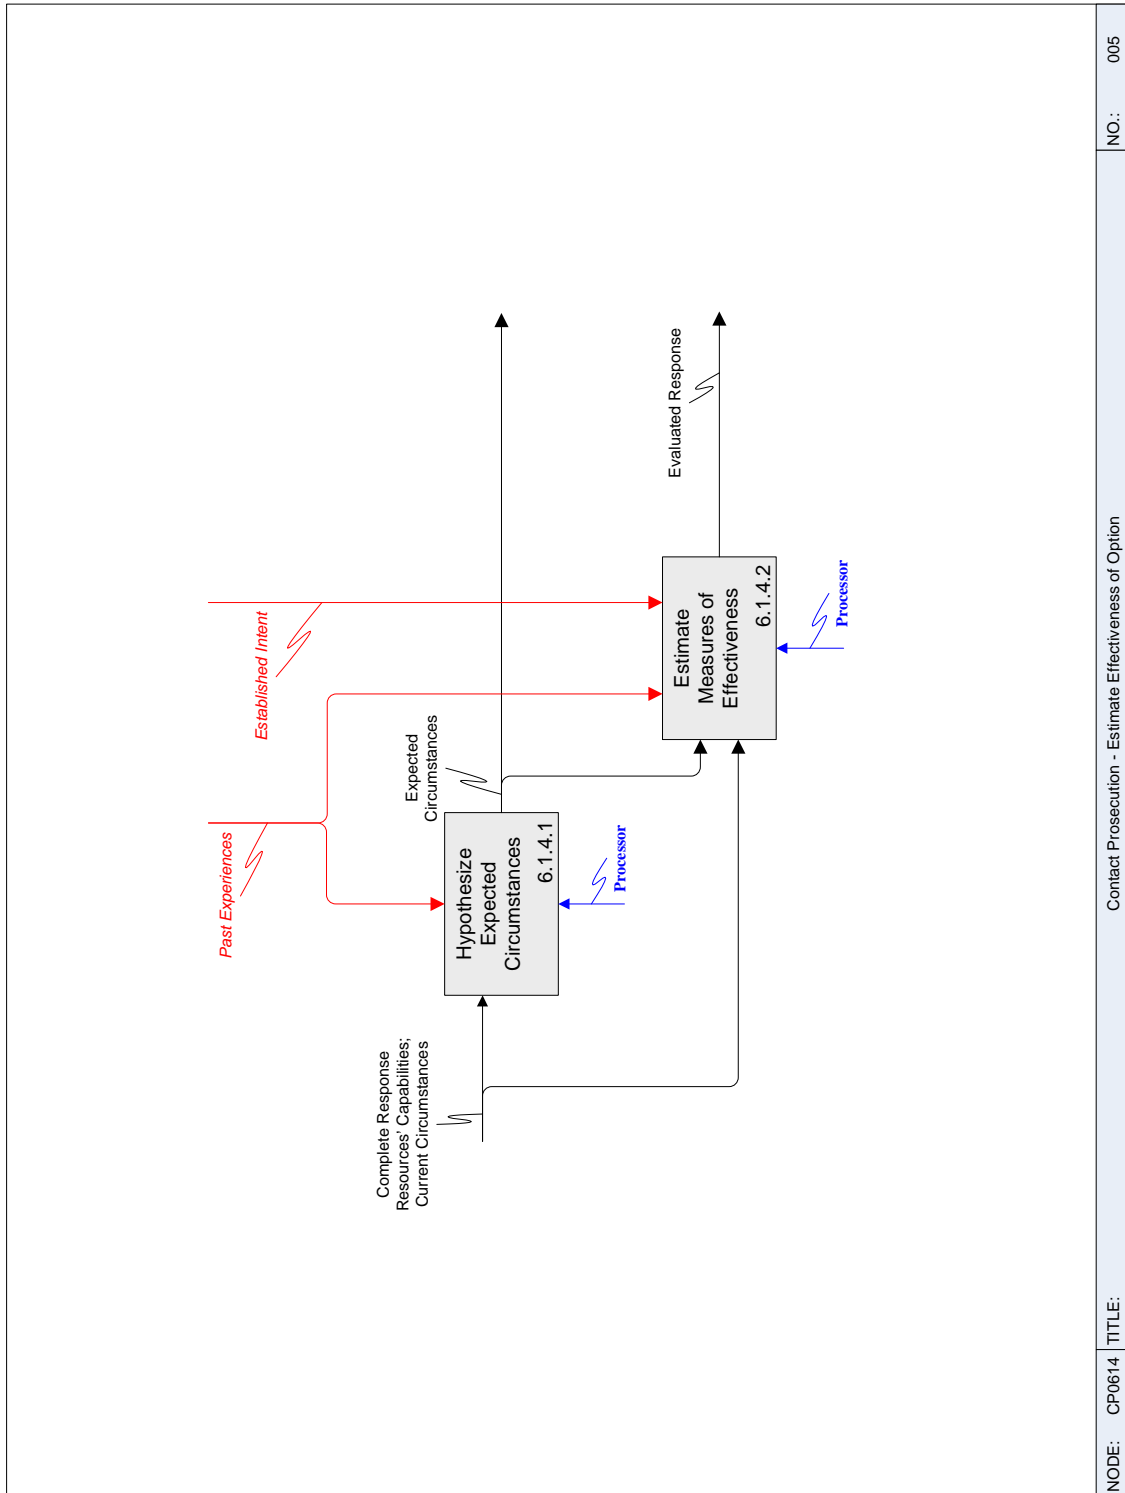 Past Experiences
Established Intent
Complete Response
Resources’ Capabilities;
Current Circumstances
Hypothesize
Expected
Circumstances
6.1.4.1
Processor
Expected
Circumstances
Estimate
Measures of
Effectiveness
6.1.4.2
Processor
Evaluated Response
NODE: CP0614 TITLE: Contact Prosecution - Estimate Effectiveness of Option NO.: 005